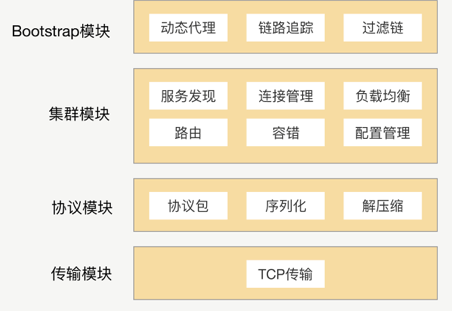 Bootstrap模块
动态代理 链路追踪 过滤链
集群模块
服务发现 连接管理 负载均衡
路由 容错 配置管理
协议模块
协议包 序列化 解压缩
传输模块
TCP传输